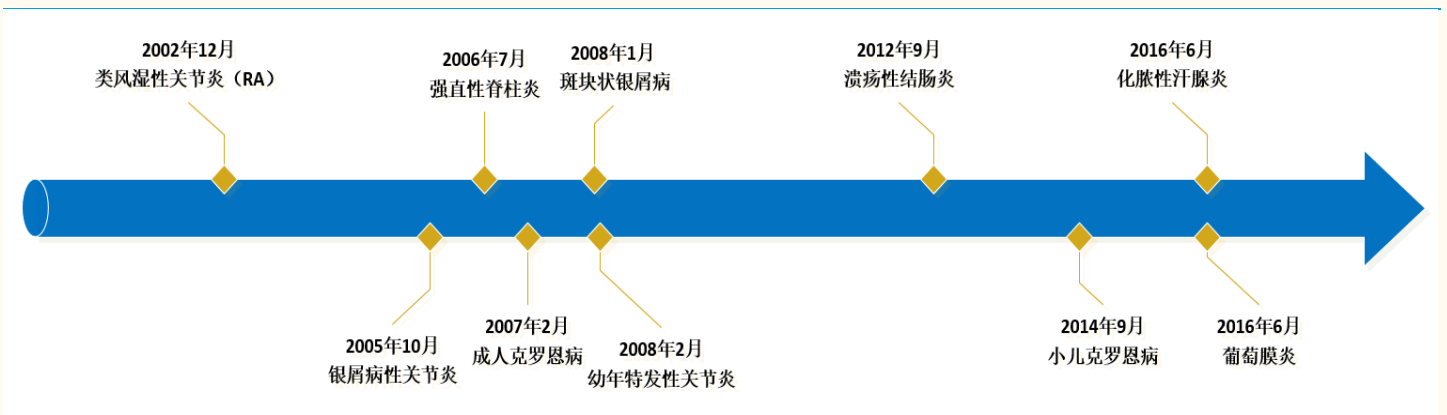 2002年12月
类风湿性关节炎（RA）
2006年7月
强直性脊柱炎
2008年1月
斑块状银屑病
2012年9月
溃疡性结肠炎
2016年6月
化脓性汗腺炎
2005年10月
银屑病性关节炎
2007年2月
成人克罗恩病
2008年2月
幼年特发性关节炎
2014年9月
小儿克罗恩病
2016年6月
葡萄膜炎